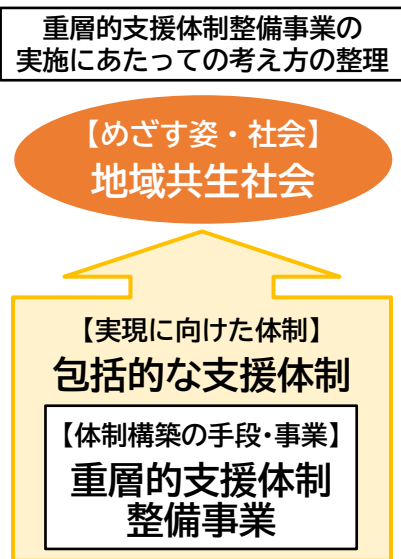 重層的支援体制整備事業の
実施にあたっての考え方の整理
【めざす姿・社会】
地域共生社会
【実現に向けた体制】
包括的な支援体制
【体制構築の手段・事業】
重層的支援体制
整備事業